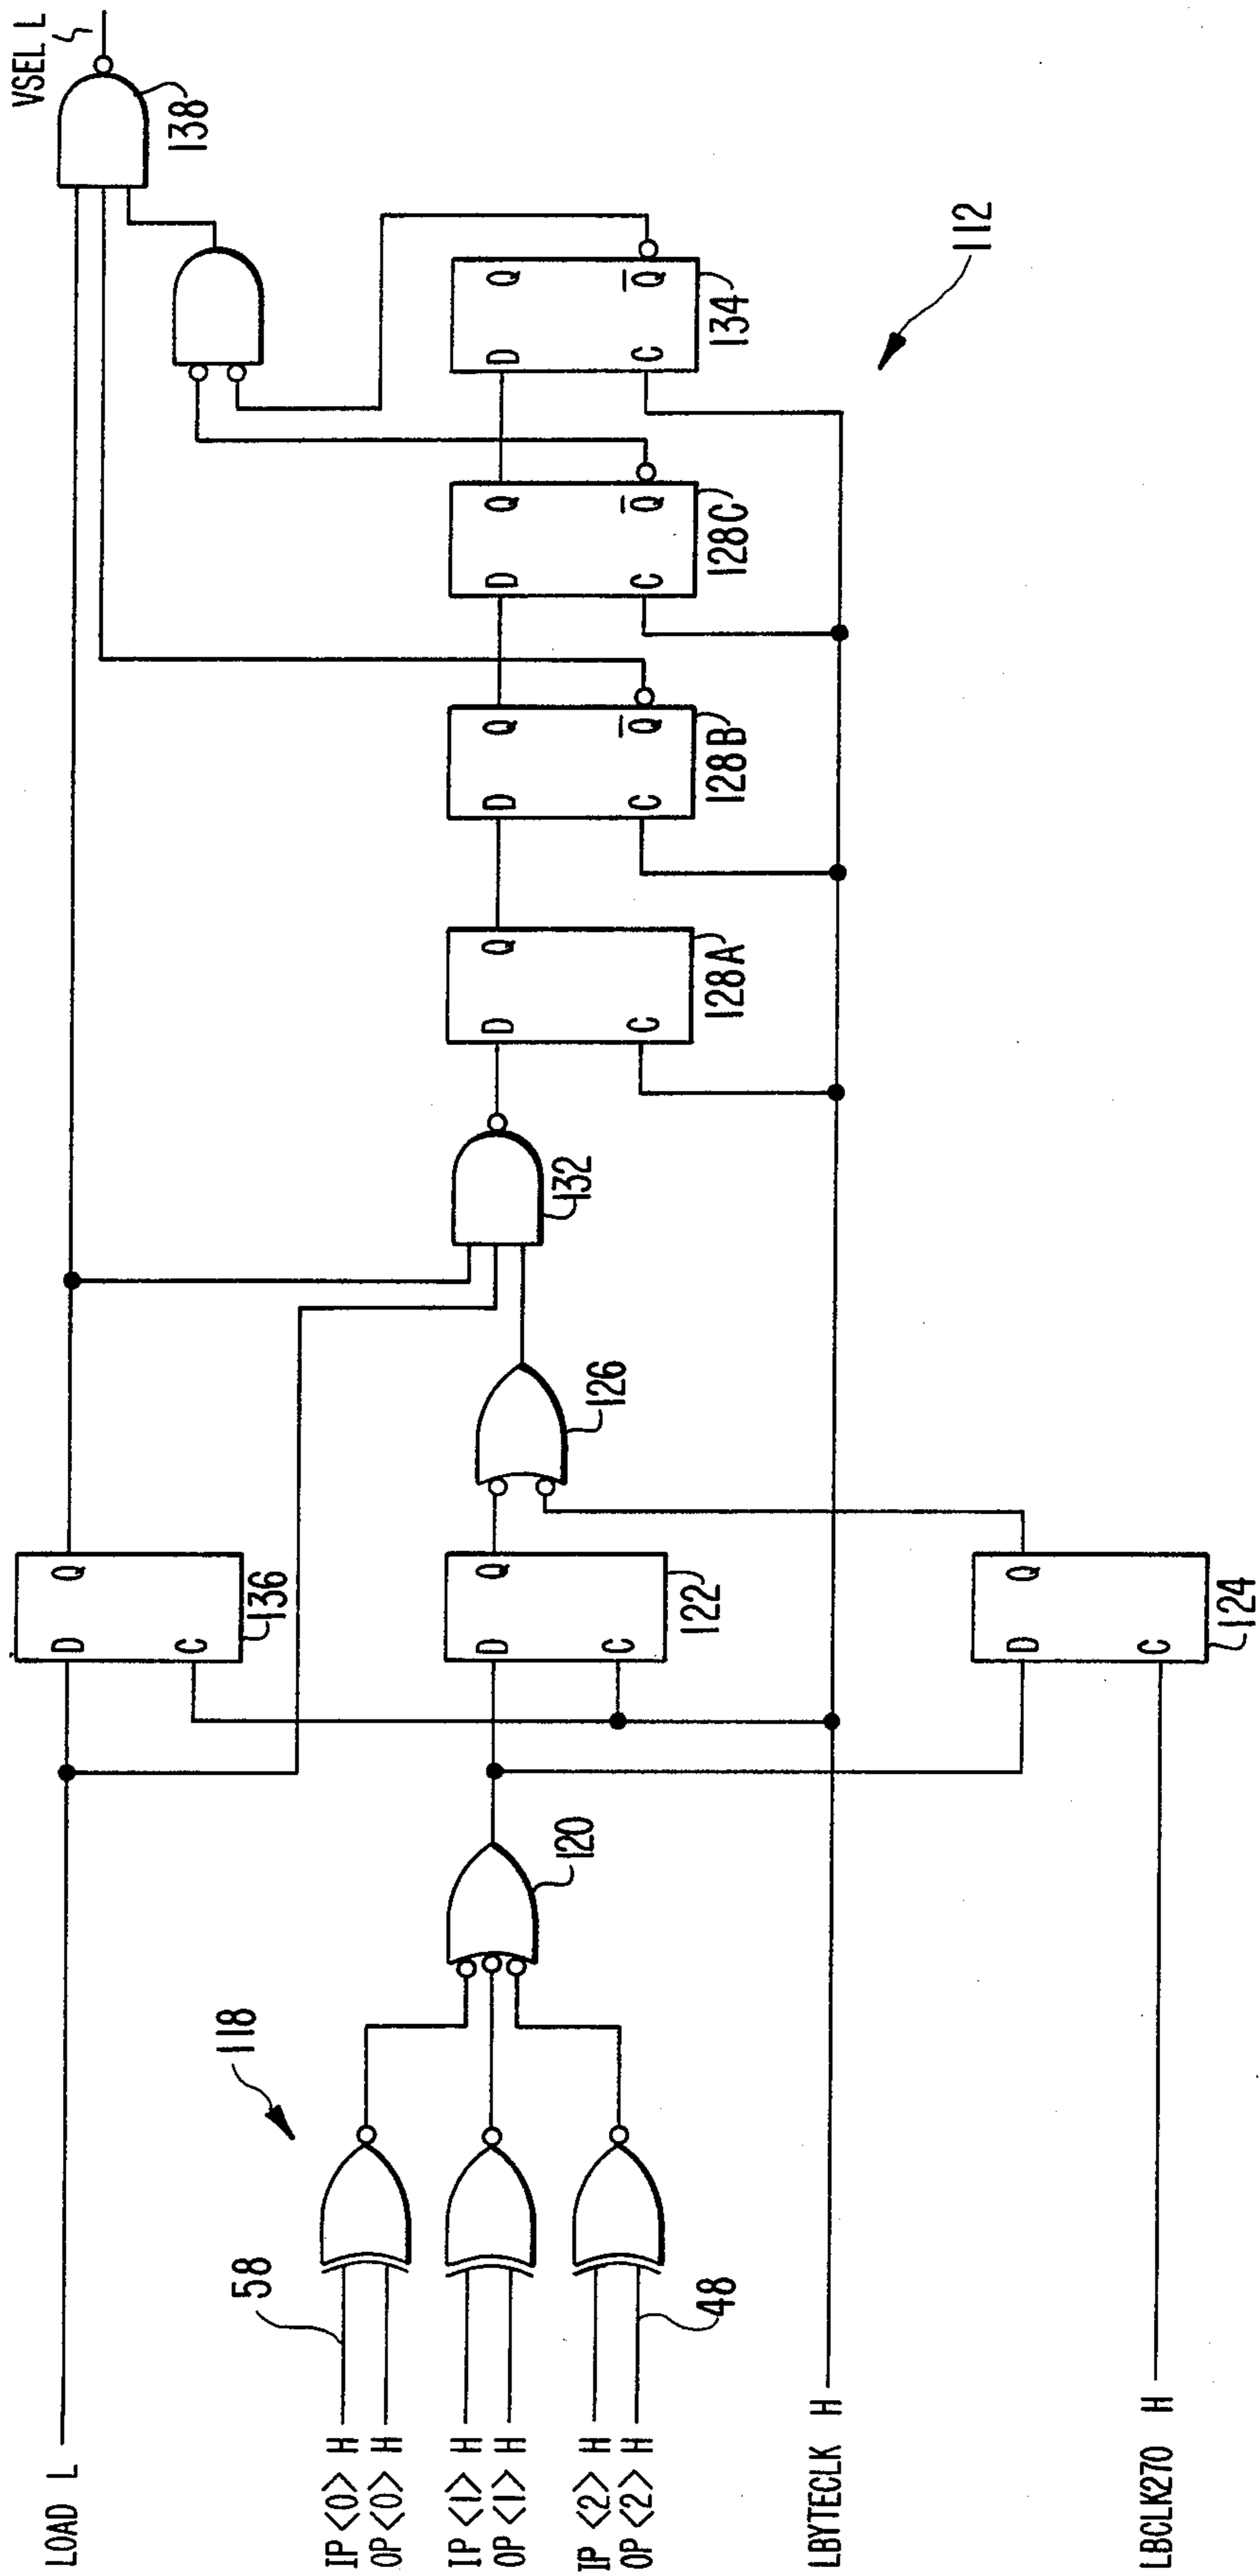 VSEL L
138
LOAD L
D Q
C
136
118
58
IP <0> H
OP <0> H
IP <1> H
OP <1> H
IP <2> H
OP <2> H
48
120
D Q
C
122
126
132
D Q
C
128A
D Q
C Q̅
128B
D Q
C Q̅
128C
D Q
C Q̅
134
112
LBYTECLK H
D Q
C
124
LBCLK270 H